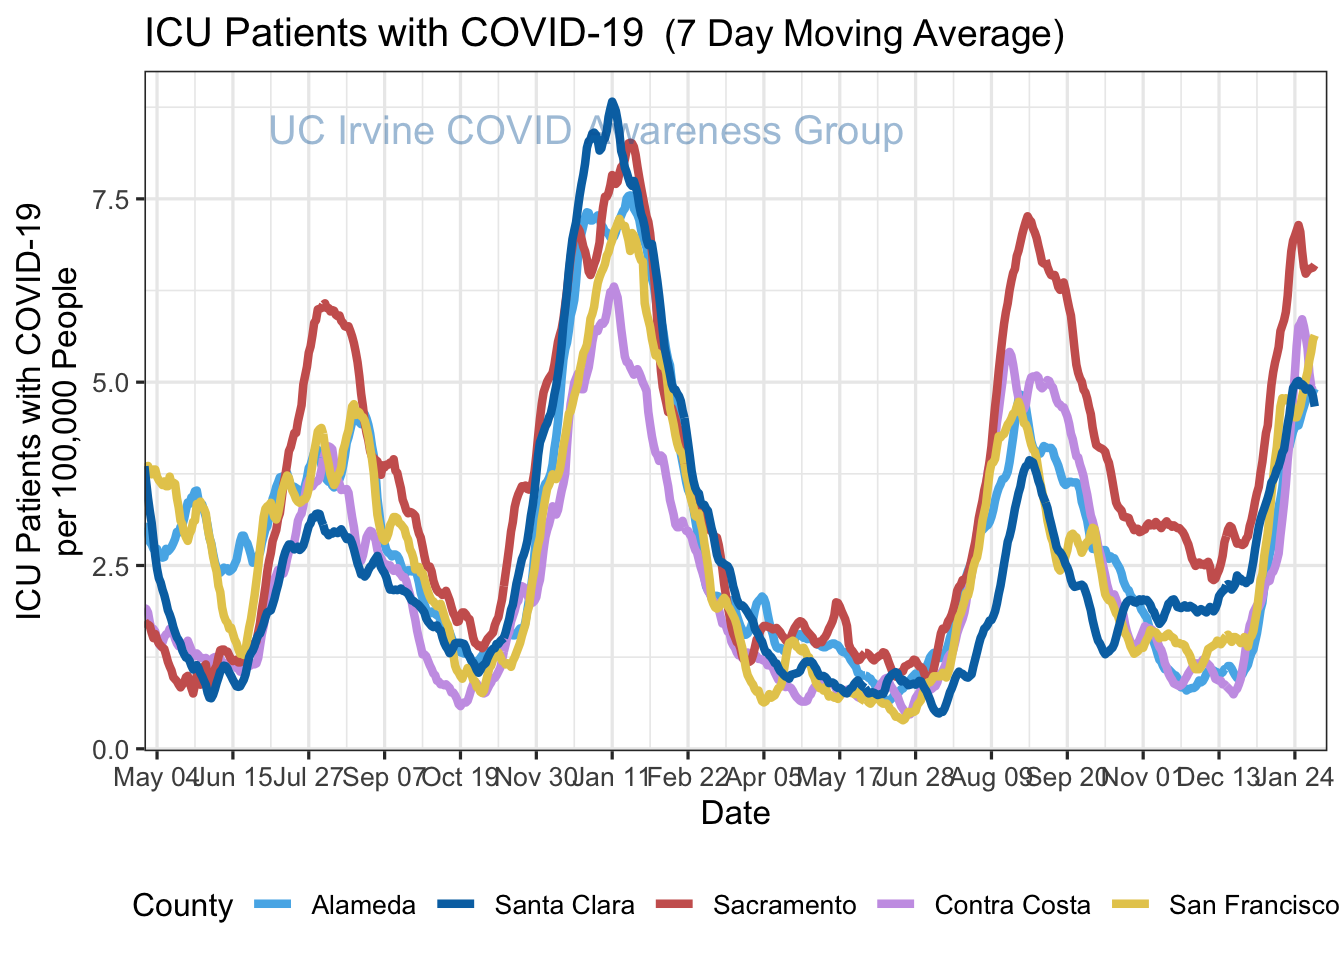 ICU Patients with COVID-19 (7 Day Moving Average)
UC Irvine COVID Awareness Group
ICU Patients with COVID-19
per 100,000 People
7.5
5.0
2.5
0.0
May 04 Jun 15 Jul 27 Sep 07 Oct 19 Nov 30 Jan 11 Feb 22 Apr 05 May 17 Jun 28 Aug 09 Sep 20 Nov 01 Dec 13 Jan 24
Date
County Alameda Santa Clara Sacramento Contra Costa San Francisco